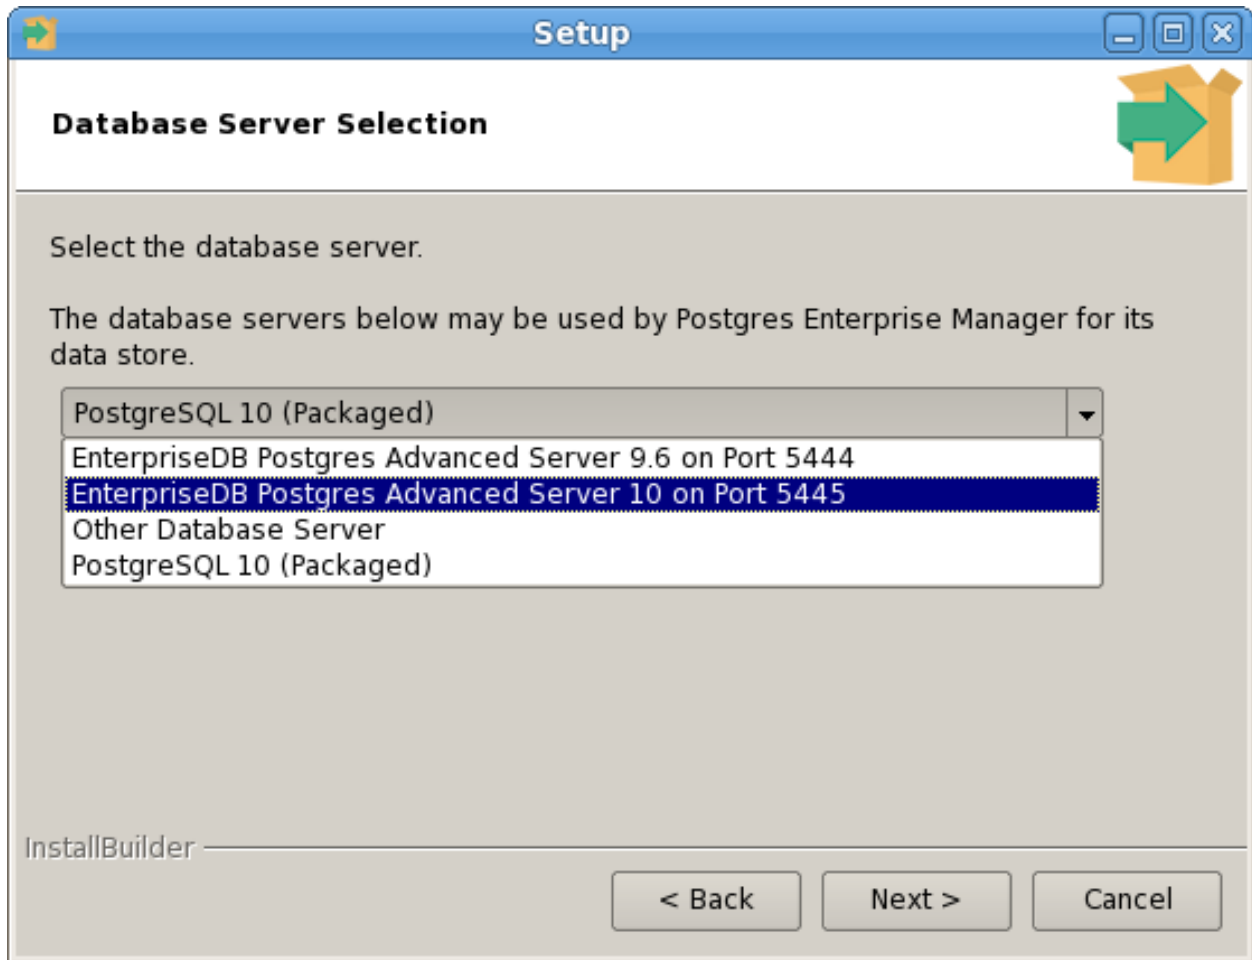 Setup
Database Server Selection
Select the database server.
The database servers below may be used by Postgres Enterprise Manager for its
data store.
PostgreSQL 10 (Packaged)
EnterpriseDB Postgres Advanced Server 9.6 on Port 5444
EnterpriseDB Postgres Advanced Server 10 on Port 5445
Other Database Server
PostgreSQL 10 (Packaged)
InstallBuilder
< Back
Next >
Cancel